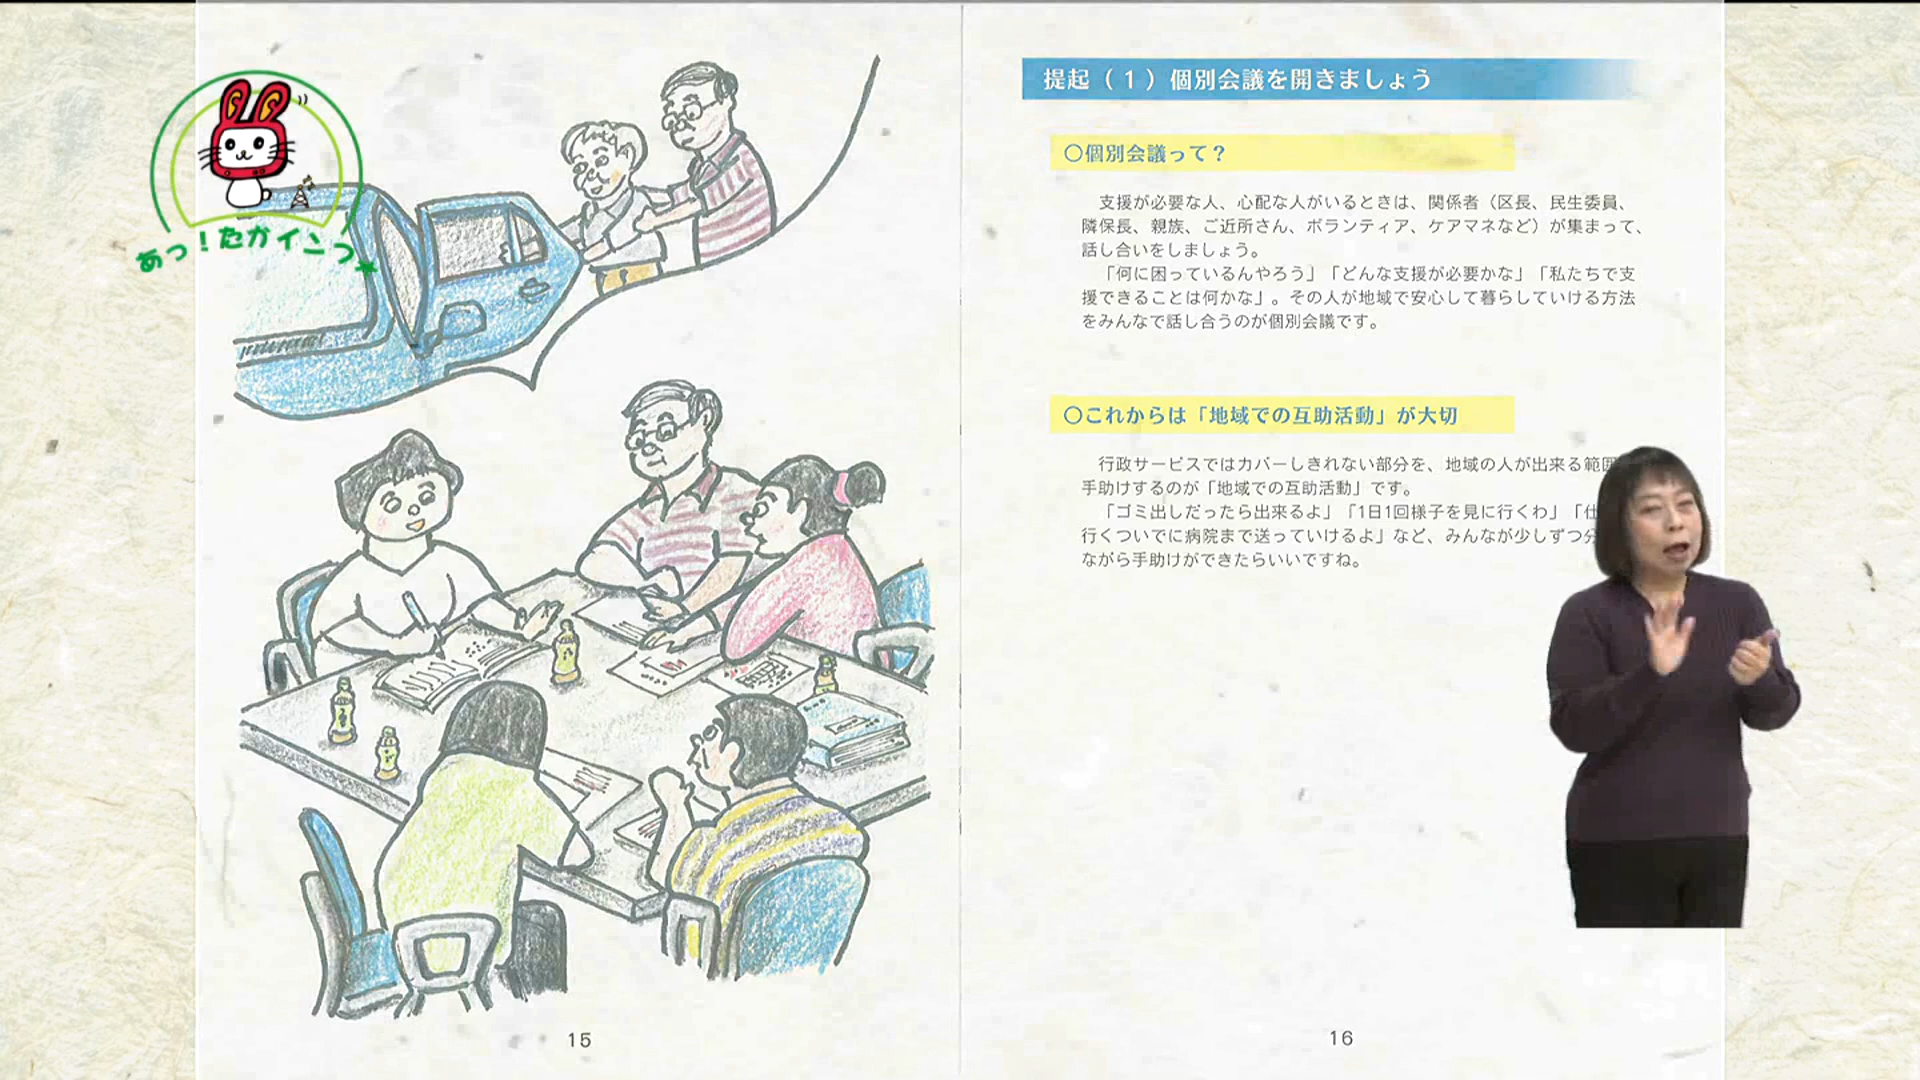 あっ！たかインフォ
提起（１）個別会議を開きましょう
〇個別会議って？
支援が必要な人、心配な人がいるときは、関係者（区長、民生委員、
隣保長、親族、ご近所さん、ボランティア、ケアマネなど）が集まって、
話し合いをしましょう。
「何に困っているんやろう」「どんな支援が必要かな」「私たちで支
援できることは何かな」。その人が地域で安心して暮らしていける方法
をみんなで話し合うのが個別会議です。
〇これからは「地域での互助活動」が大切
行政サービスではカバーしきれない部分を、地域の人が出来る範囲
手助けするのが「地域での互助活動」です。
「ゴミ出しだったら出来るよ」「1日1回様子を見に行くわ」「仕
行くついでに病院まで送っていけるよ」など、みんなが少しずつ分
ながら手助けができたらいいですね。
15
16